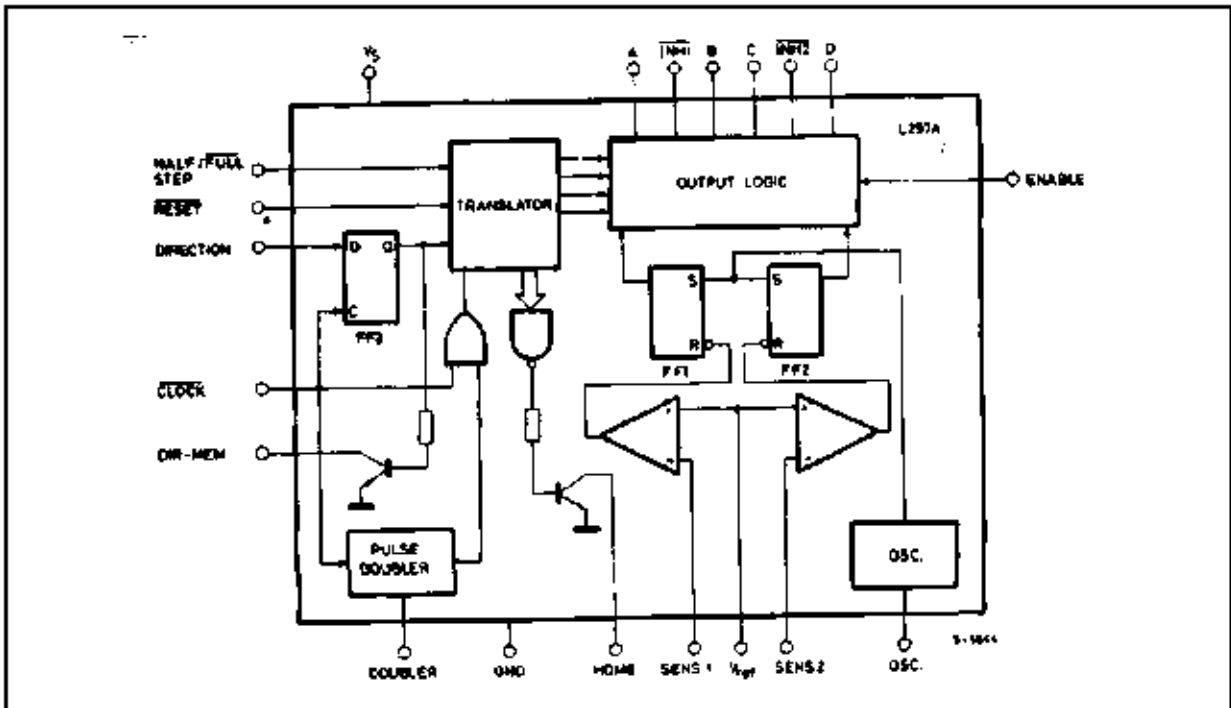 Vs
A
INH1
B
C
INH2
D
L297A
HALF/FULL
STEP
RESET
DIRECTION
TRANSLATOR
OUTPUT LOGIC
ENABLE
D
Q
C
FF3
S
R
FF1
S
R
FF2
CLOCK
DIR-MEM
PULSE
DOUBLER
OSC.
DOUBLER
GND
HOME
SENS 1
Vref
SENS 2
OSC.